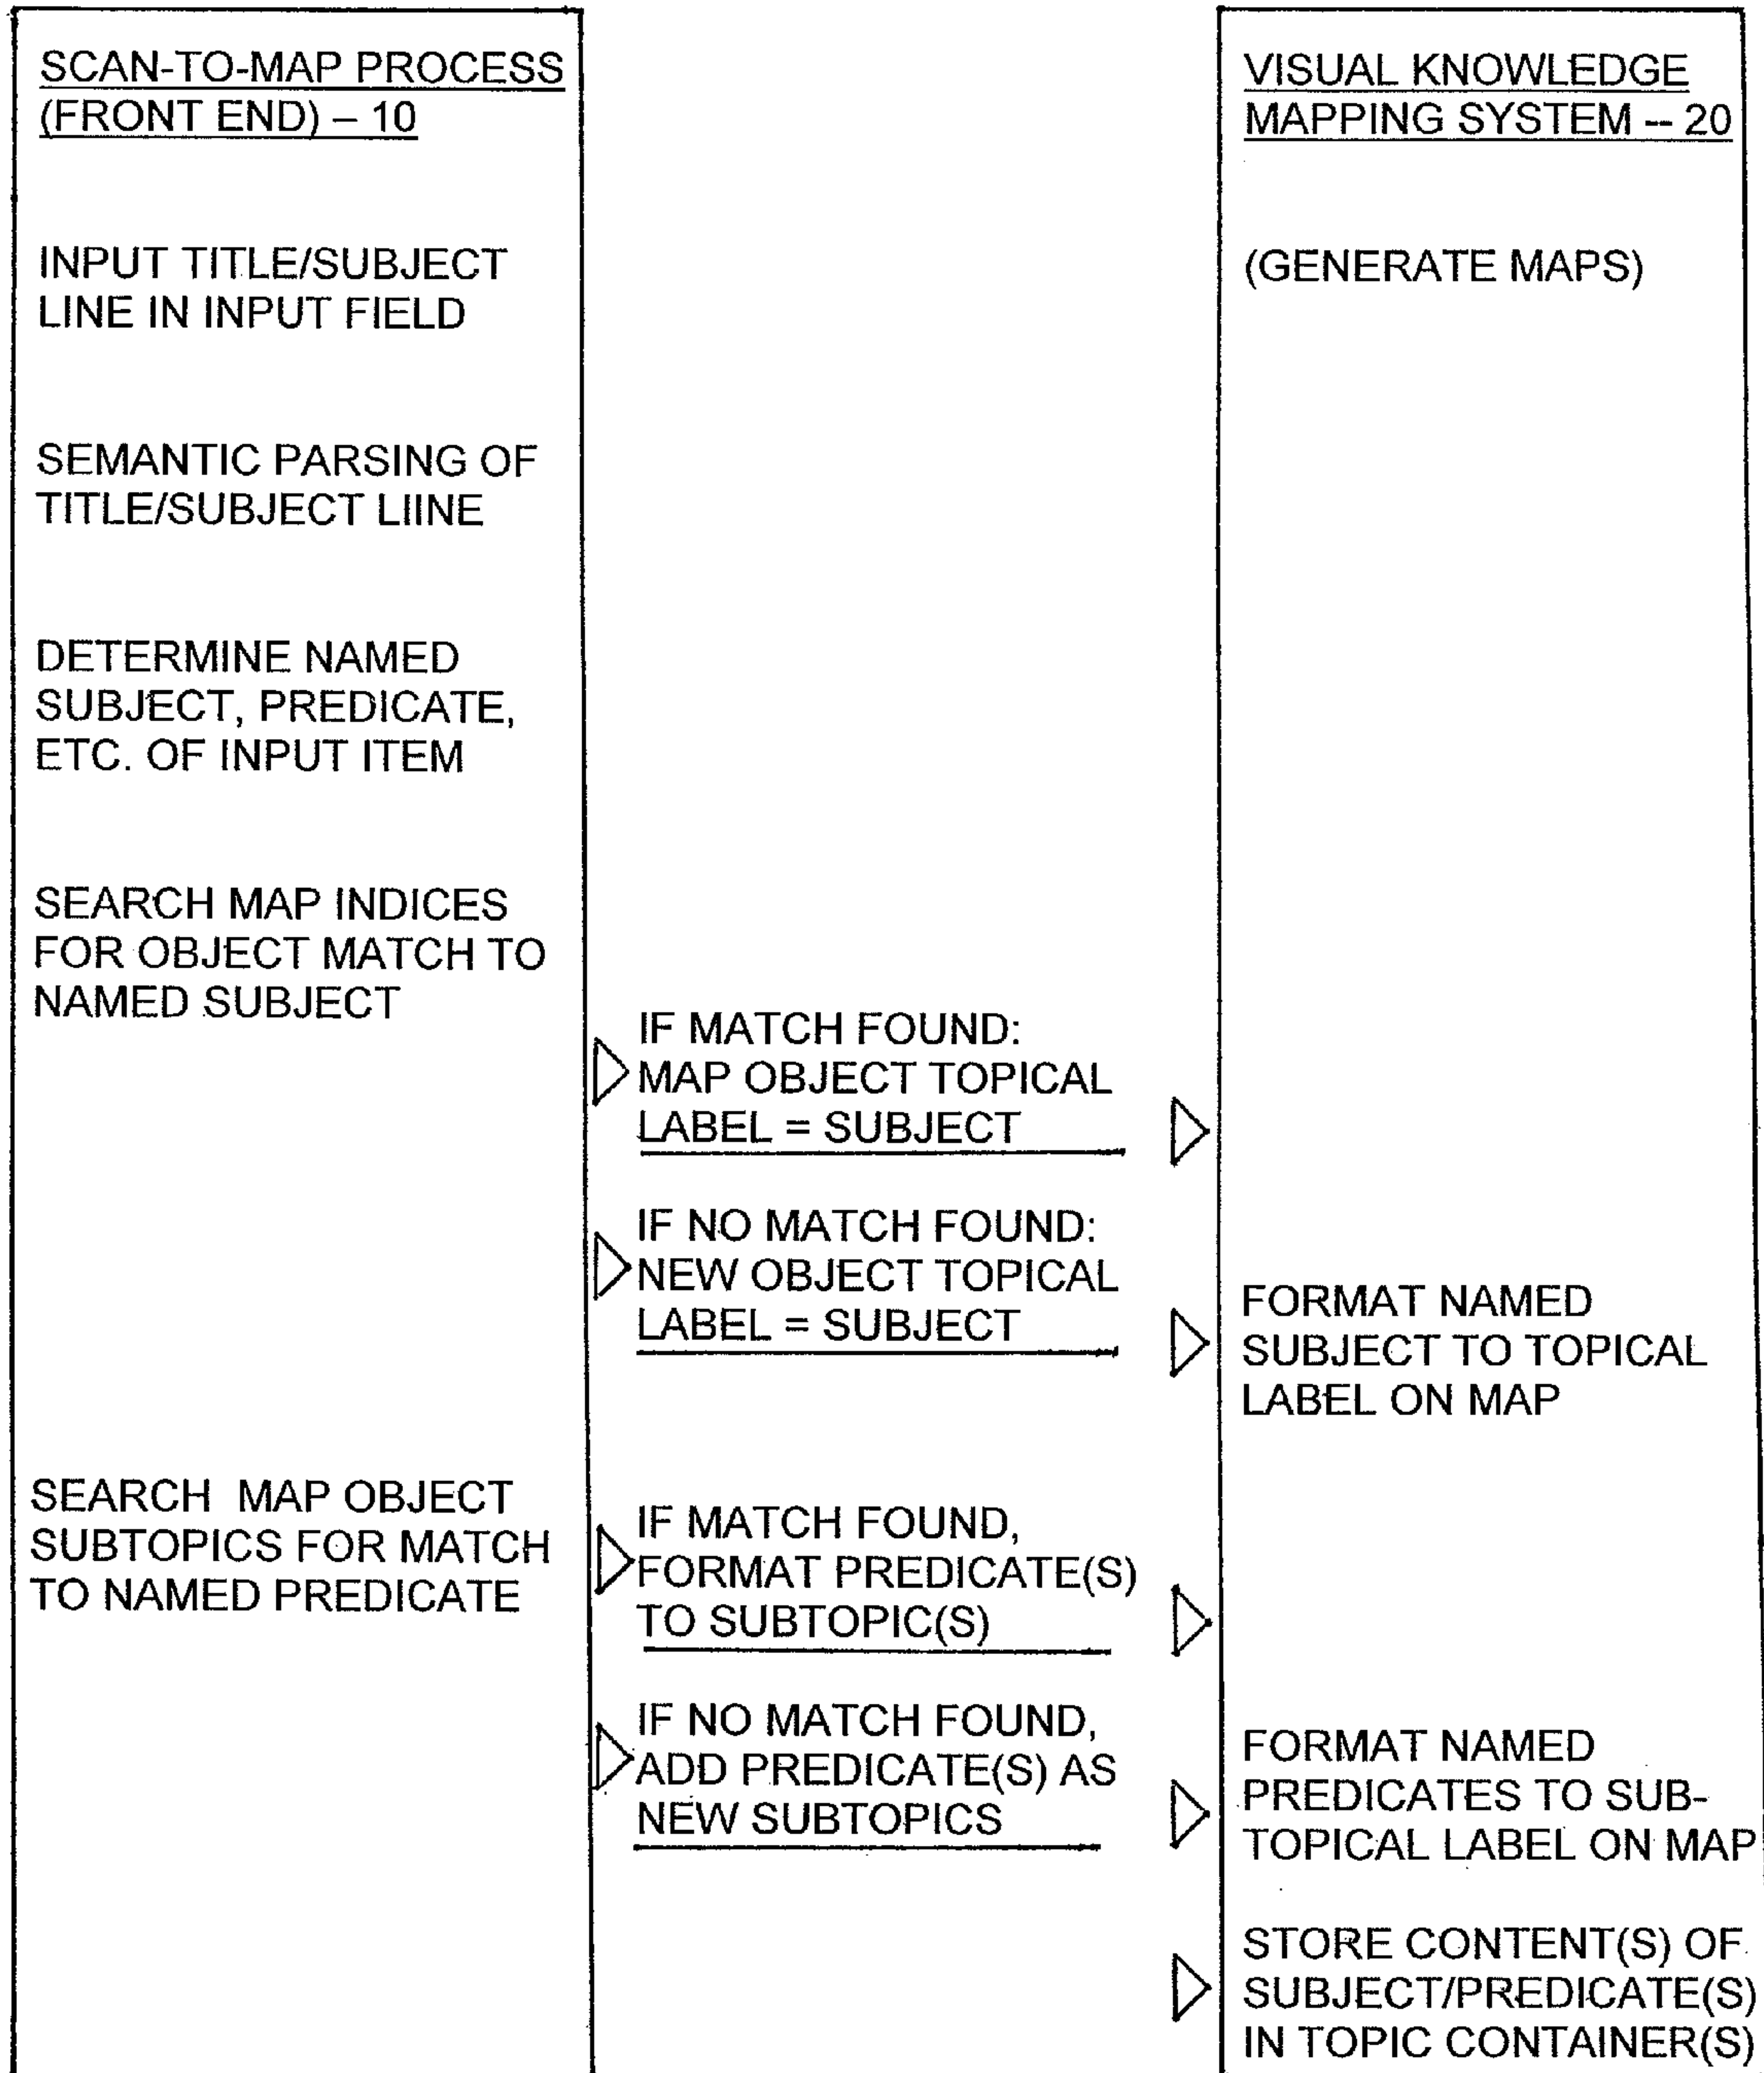 SCAN-TO-MAP PROCESS
(FRONT END) – 10
INPUT TITLE/SUBJECT
LINE IN INPUT FIELD
SEMANTIC PARSING OF
TITLE/SUBJECT LIINE
DETERMINE NAMED
SUBJECT, PREDICATE,
ETC. OF INPUT ITEM
SEARCH MAP INDICES
FOR OBJECT MATCH TO
NAMED SUBJECT
SEARCH MAP OBJECT
SUBTOPICS FOR MATCH
TO NAMED PREDICATE
IF MATCH FOUND:
MAP OBJECT TOPICAL
LABEL = SUBJECT
IF NO MATCH FOUND:
NEW OBJECT TOPICAL
LABEL = SUBJECT
IF MATCH FOUND,
FORMAT PREDICATE(S)
TO SUBTOPIC(S)
IF NO MATCH FOUND,
ADD PREDICATE(S) AS
NEW SUBTOPICS
VISUAL KNOWLEDGE
MAPPING SYSTEM -- 20
(GENERATE MAPS)
FORMAT NAMED
SUBJECT TO TOPICAL
LABEL ON MAP
FORMAT NAMED
PREDICATES TO SUB-
TOPICAL LABEL ON MAP
STORE CONTENT(S) OF
SUBJECT/PREDICATE(S)
IN TOPIC CONTAINER(S)